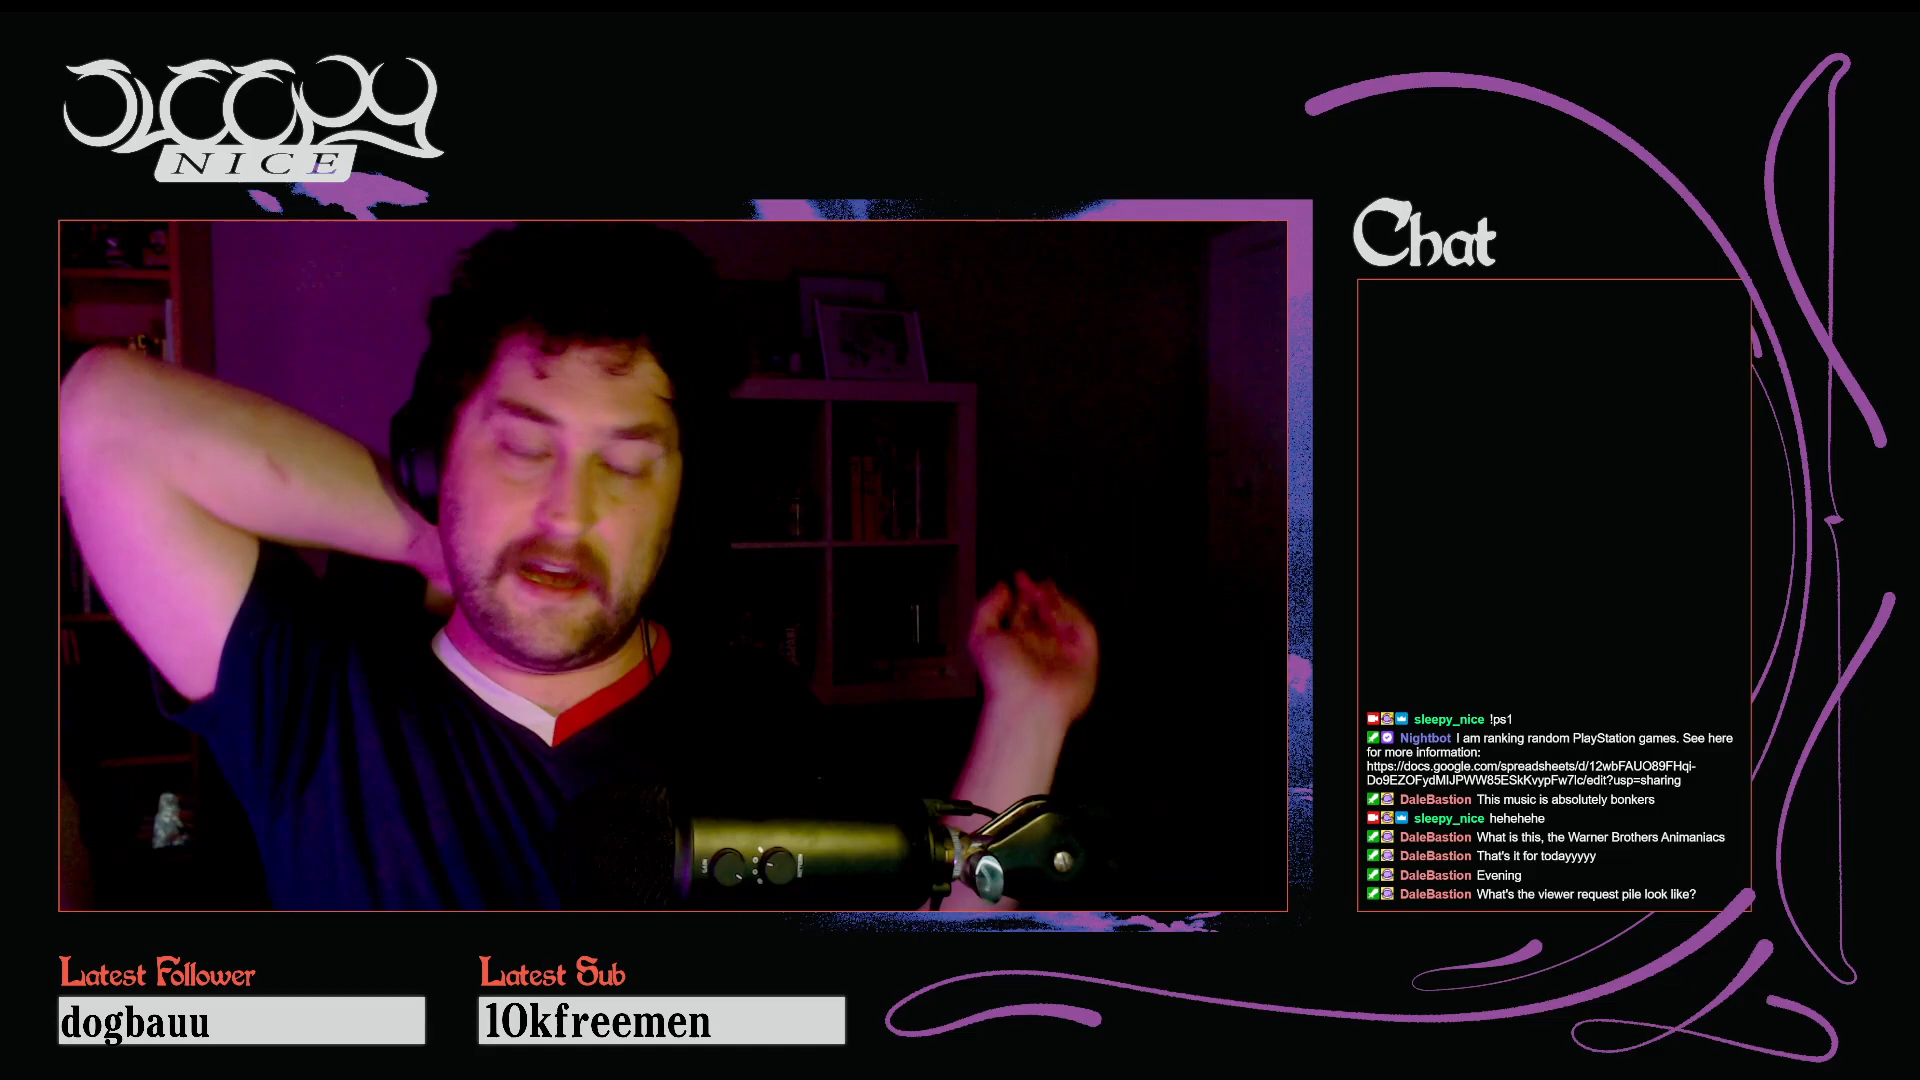 SLEEPY
NICE
Chat
sleepy_nice !ps1
Nightbot I am ranking random PlayStation games. See here
for more information:
https://docs.google.com/spreadsheets/d/12wbFAUO89FHqi-
Do9EZOFydMIJPWW85ESkKvypFw7lc/edit?usp=sharing
DaleBastion This music is absolutely bonkers
sleepy_nice hehehehe
DaleBastion What is this, the Warner Brothers Animaniacs
DaleBastion That's it for todayyyyy
DaleBastion Evening
DaleBastion What's the viewer request pile look like?
Latest Follower
dogbauu
Latest Sub
10kfreemen